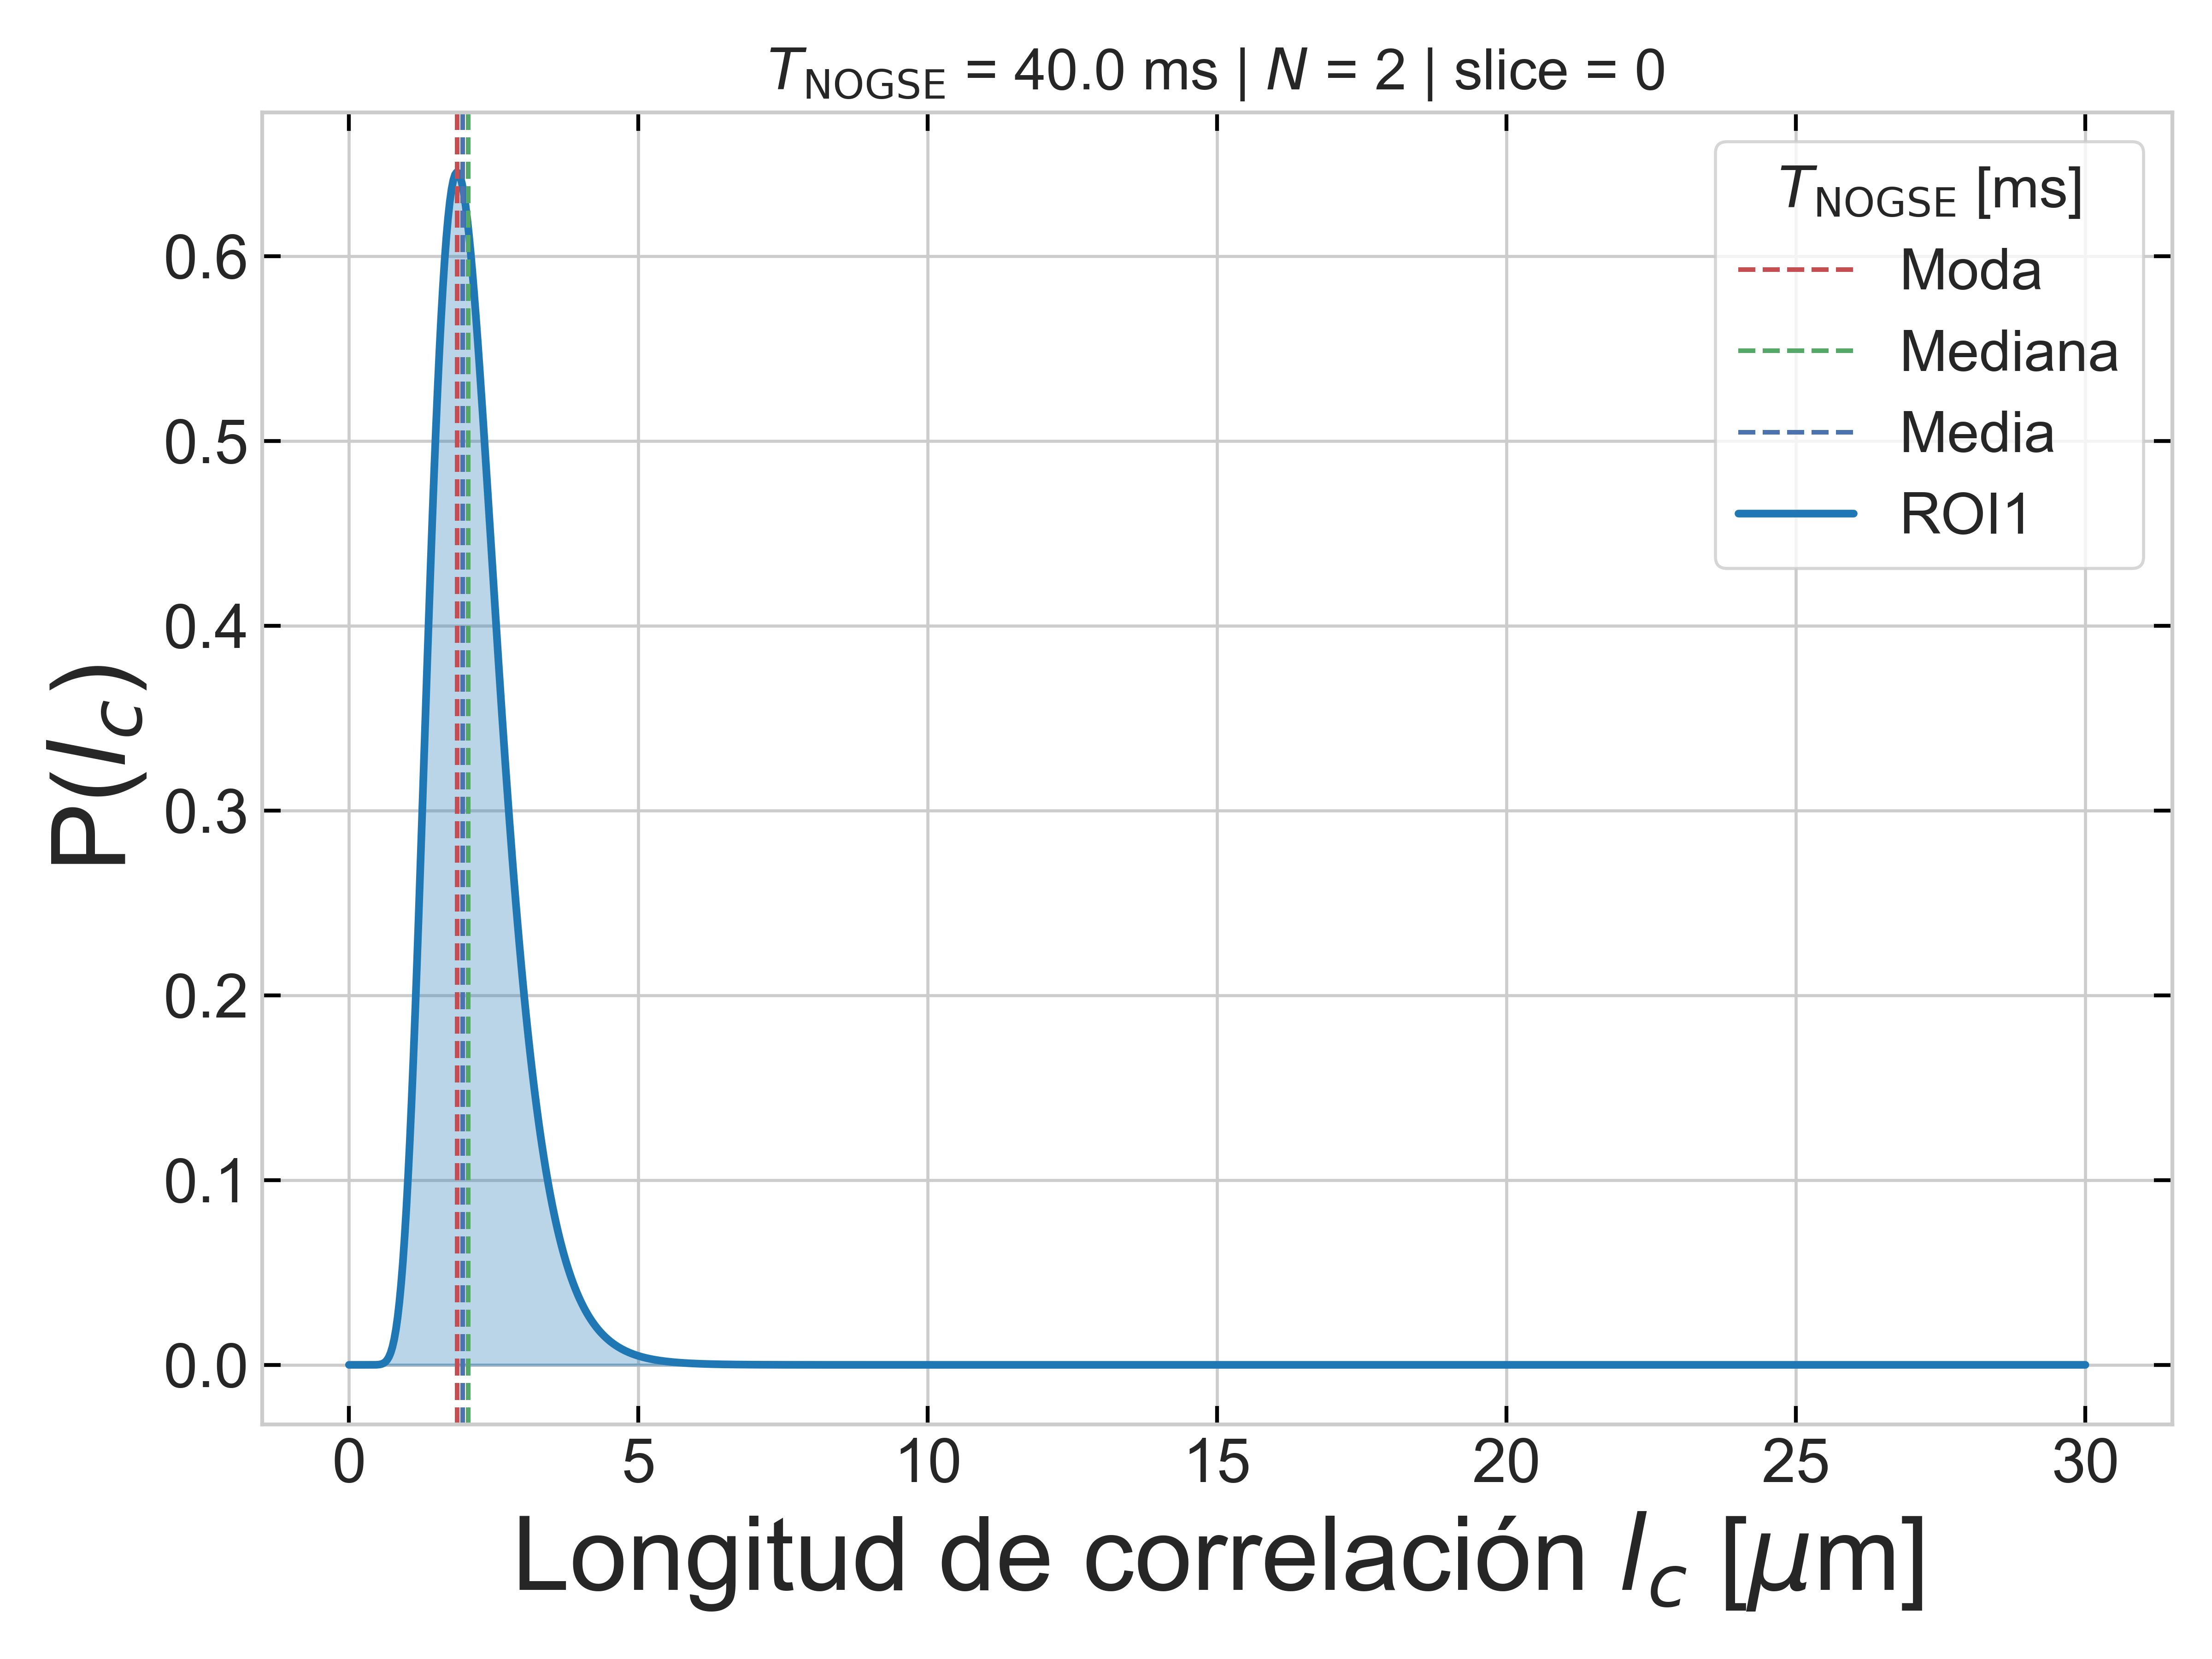 T_NOGSE = 40.0 ms | N = 2 | slice = 0
T_NOGSE [ms]
Moda
Mediana
Media
ROI1
P(l_c)
0.6
0.5
0.4
0.3
0.2
0.1
0.0
0 5 10 15 20 25 30
Longitud de correlación l_c [μm]